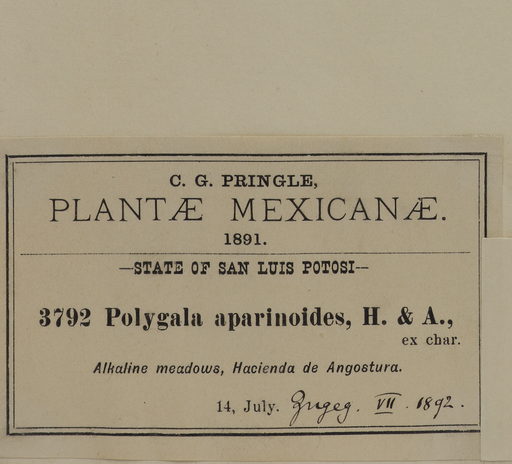 C. G. PRINGLE,
PLANTÆ MEXICANÆ.
1891.
—STATE OF SAN LUIS POTOSI—
3792 Polygala aparinoides, H. & A.,
ex char.
Alkaline meadows, Hacienda de Angostura.
14, July. Zugeg. VII. 1892.